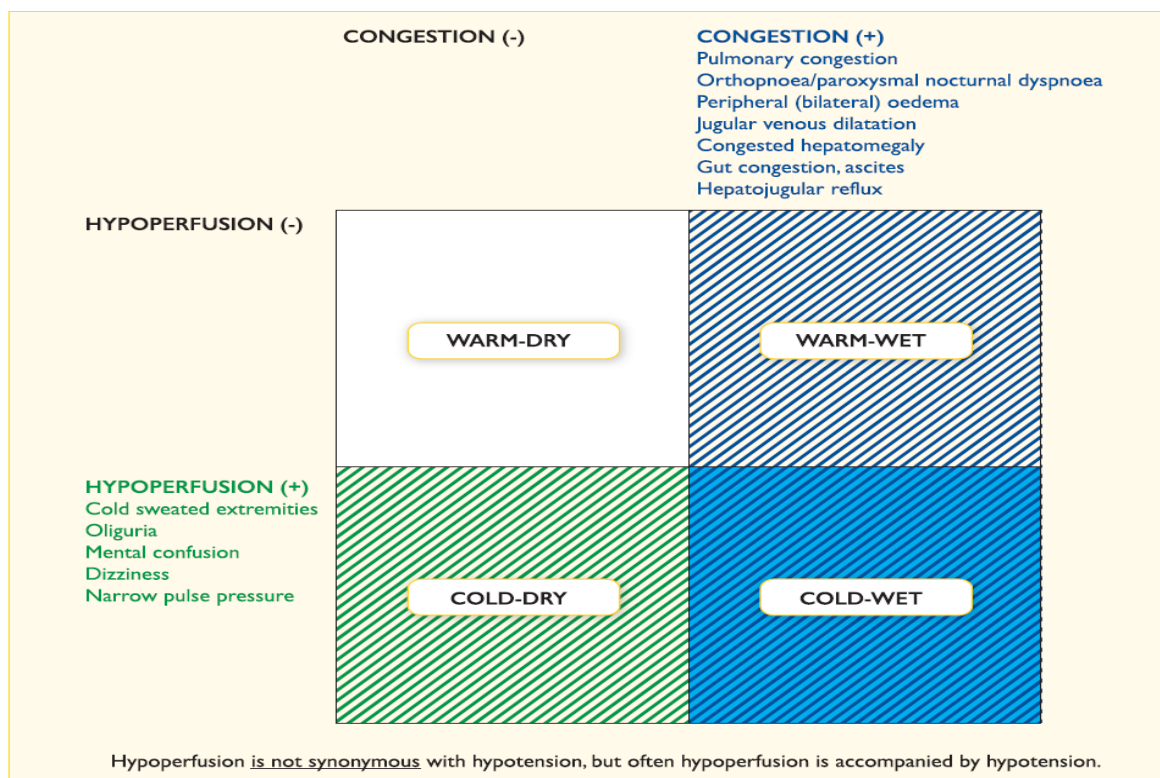 CONGESTION (-)
CONGESTION (+)
Pulmonary congestion
Orthopnoea/paroxysmal nocturnal dyspnoea
Peripheral (bilateral) oedema
Jugular venous dilatation
Congested hepatomegaly
Gut congestion, ascites
Hepatojugular reflux
HYPOPERFUSION (-)
WARM-DRY
WARM-WET
HYPOPERFUSION (+)
Cold sweated extremities
Oliguria
Mental confusion
Dizziness
Narrow pulse pressure
COLD-DRY
COLD-WET
Hypoperfusion is not synonymous with hypotension, but often hypoperfusion is accompanied by hypotension.